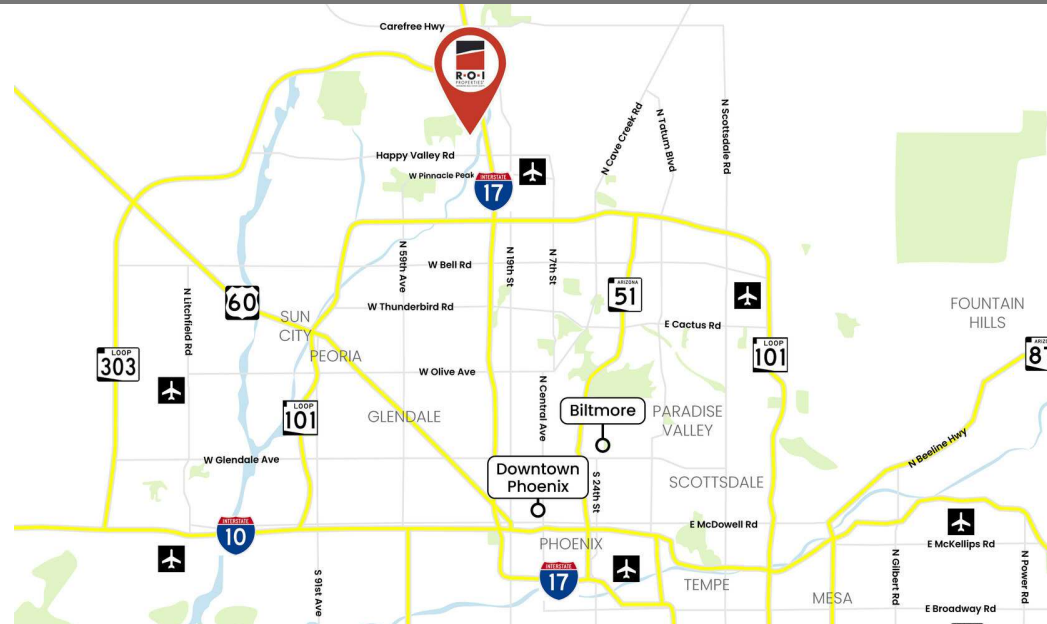 Carefree Hwy
R•O•I
PROPERTIES
Happy Valley Rd
W Pinnacle Peak
INTERSTATE
17
N Cave Creek Rd
N Tatum Blvd
N Scottsdale Rd
N 59th Ave
N 19th St
N 7th St
W Bell Rd
N Litchfield Rd
60
W Thunderbird Rd
ARIZONA
51
SUN
CITY
E Cactus Rd
FOUNTAIN
HILLS
PEORIA
LOOP
303
LOOP
101
ARIZ
87
W Olive Ave
N Central Ave
LOOP
101
GLENDALE
Biltmore
PARADISE
VALLEY
W Glendale Ave
N Beeline Hwy
Downtown
Phoenix
S 24th St
SCOTTSDALE
E McDowell Rd
INTERSTATE
10
PHOENIX
E McKellips Rd
INTERSTATE
17
S 91st Ave
TEMPE
MESA
N Gilbert Rd
N Power Rd
E Broadway Rd